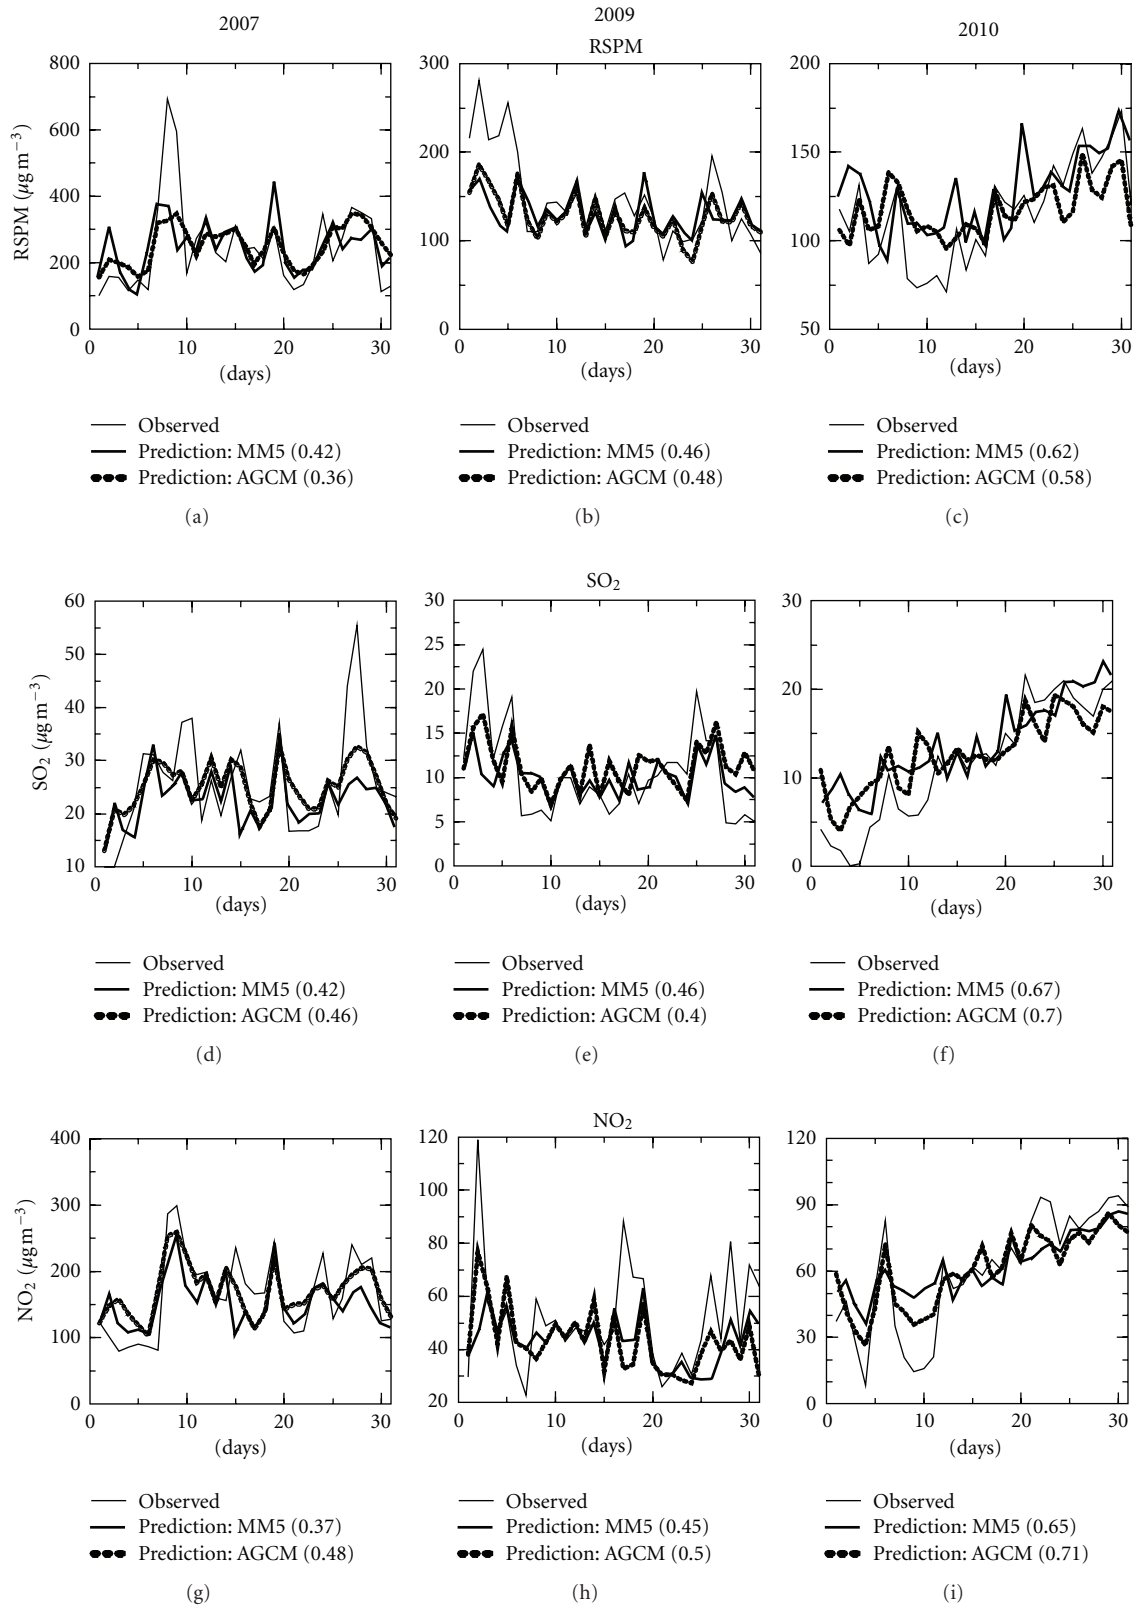 2007
2009
2010
RSPM
RSPM (μg m−3)
800
600
400
200
0
0 10 20 30
(days)
300
200
100
0
0 10 20 30
(days)
200
150
100
50
0 10 20 30
(days)
Observed
Prediction: MM5 (0.42)
Prediction: AGCM (0.36)
(a)
Observed
Prediction: MM5 (0.46)
Prediction: AGCM (0.48)
(b)
Observed
Prediction: MM5 (0.62)
Prediction: AGCM (0.58)
(c)
SO2
SO2 (μg m−3)
60
50
40
30
20
10
0 10 20 30
(days)
30
25
20
15
10
5
0
0 10 20 30
(days)
30
20
10
0
0 10 20 30
(days)
Observed
Prediction: MM5 (0.42)
Prediction: AGCM (0.46)
(d)
Observed
Prediction: MM5 (0.46)
Prediction: AGCM (0.4)
(e)
Observed
Prediction: MM5 (0.67)
Prediction: AGCM (0.7)
(f)
NO2
NO2 (μg m−3)
400
300
200
100
0
0 10 20 30
(days)
120
100
80
60
40
20
0 10 20 30
(days)
120
90
60
30
0
0 10 20 30
(days)
Observed
Prediction: MM5 (0.37)
Prediction: AGCM (0.48)
(g)
Observed
Prediction: MM5 (0.45)
Prediction: AGCM (0.5)
(h)
Observed
Prediction: MM5 (0.65)
Prediction: AGCM (0.71)
(i)